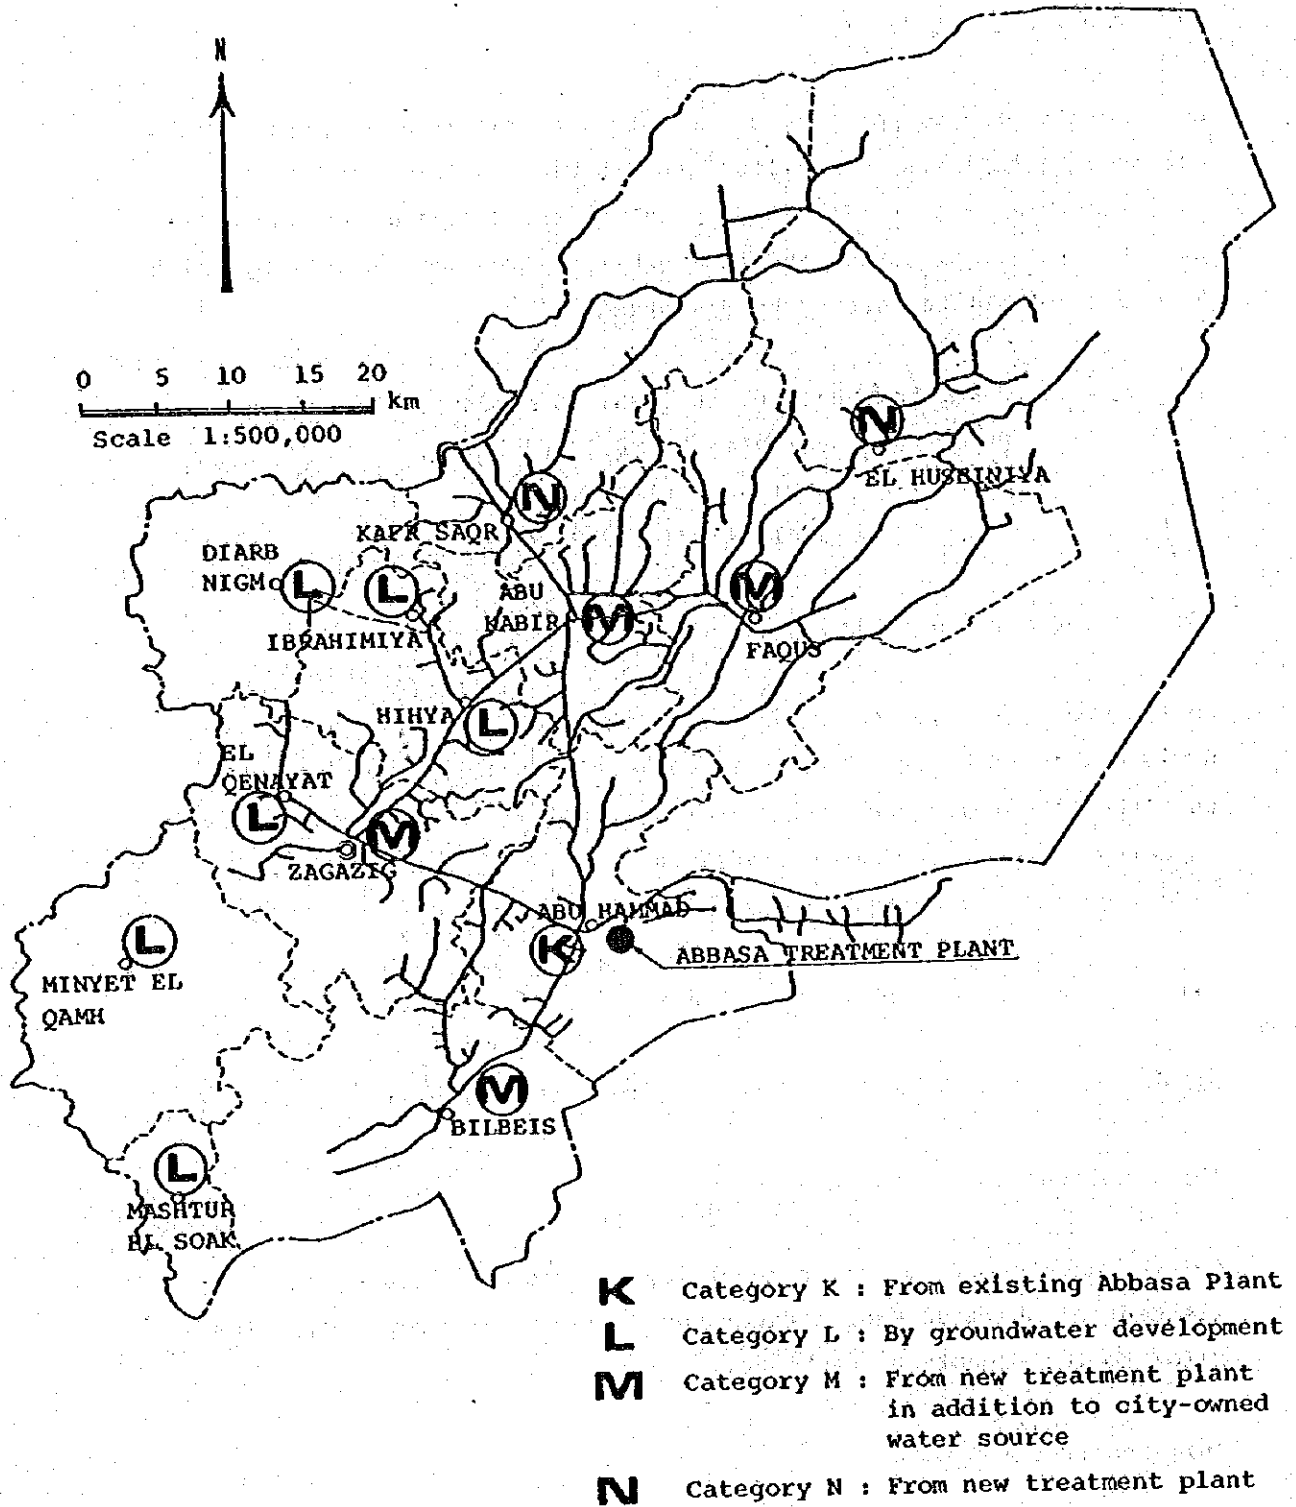 N
0 5 10 15 20
km
Scale 1:500,000
N
EL HUSEINIYA
N
KAFR SAQR
DIARB
NIGM
L
L
IBRAHIMIYA
ABU
KABIR
M
M
FAQUS
HIHYA
L
EL
QENAYAT
L
M
ZAGAZIG
ABU HAMMAD
K
ABBASA TREATMENT PLANT
L
MINYET EL
QAMH
M
BILBEIS
L
MASHTUR
EL SOAK
K Category K : From existing Abbasa Plant
L Category L : By groundwater development
M Category M : From new treatment plant
in addition to city-owned
water source
N Category N : From new treatment plant